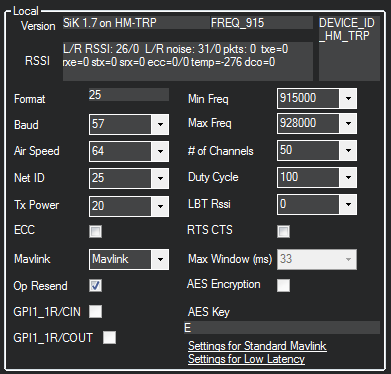 Local
Version SiK 1.7 on HM-TRP FREQ_915 DEVICE_ID
_HM_TRP
RSSI L/R RSSI: 26/0 L/R noise: 31/0 pkts: 0 txe=0
rxe=0 stx=0 srx=0 ecc=0/0 temp=-276 dco=0
Format 25 Min Freq 915000
Baud 57 Max Freq 928000
Air Speed 64 # of Channels 50
Net ID 25 Duty Cycle 100
Tx Power 20 LBT Rssi 0
ECC RTS CTS
Mavlink Mavlink Max Window (ms) 33
Op Resend AES Encryption
GPI1_1R/CIN AES Key
GPI1_1R/COUT E
Settings for Standard Mavlink
Settings for Low Latency